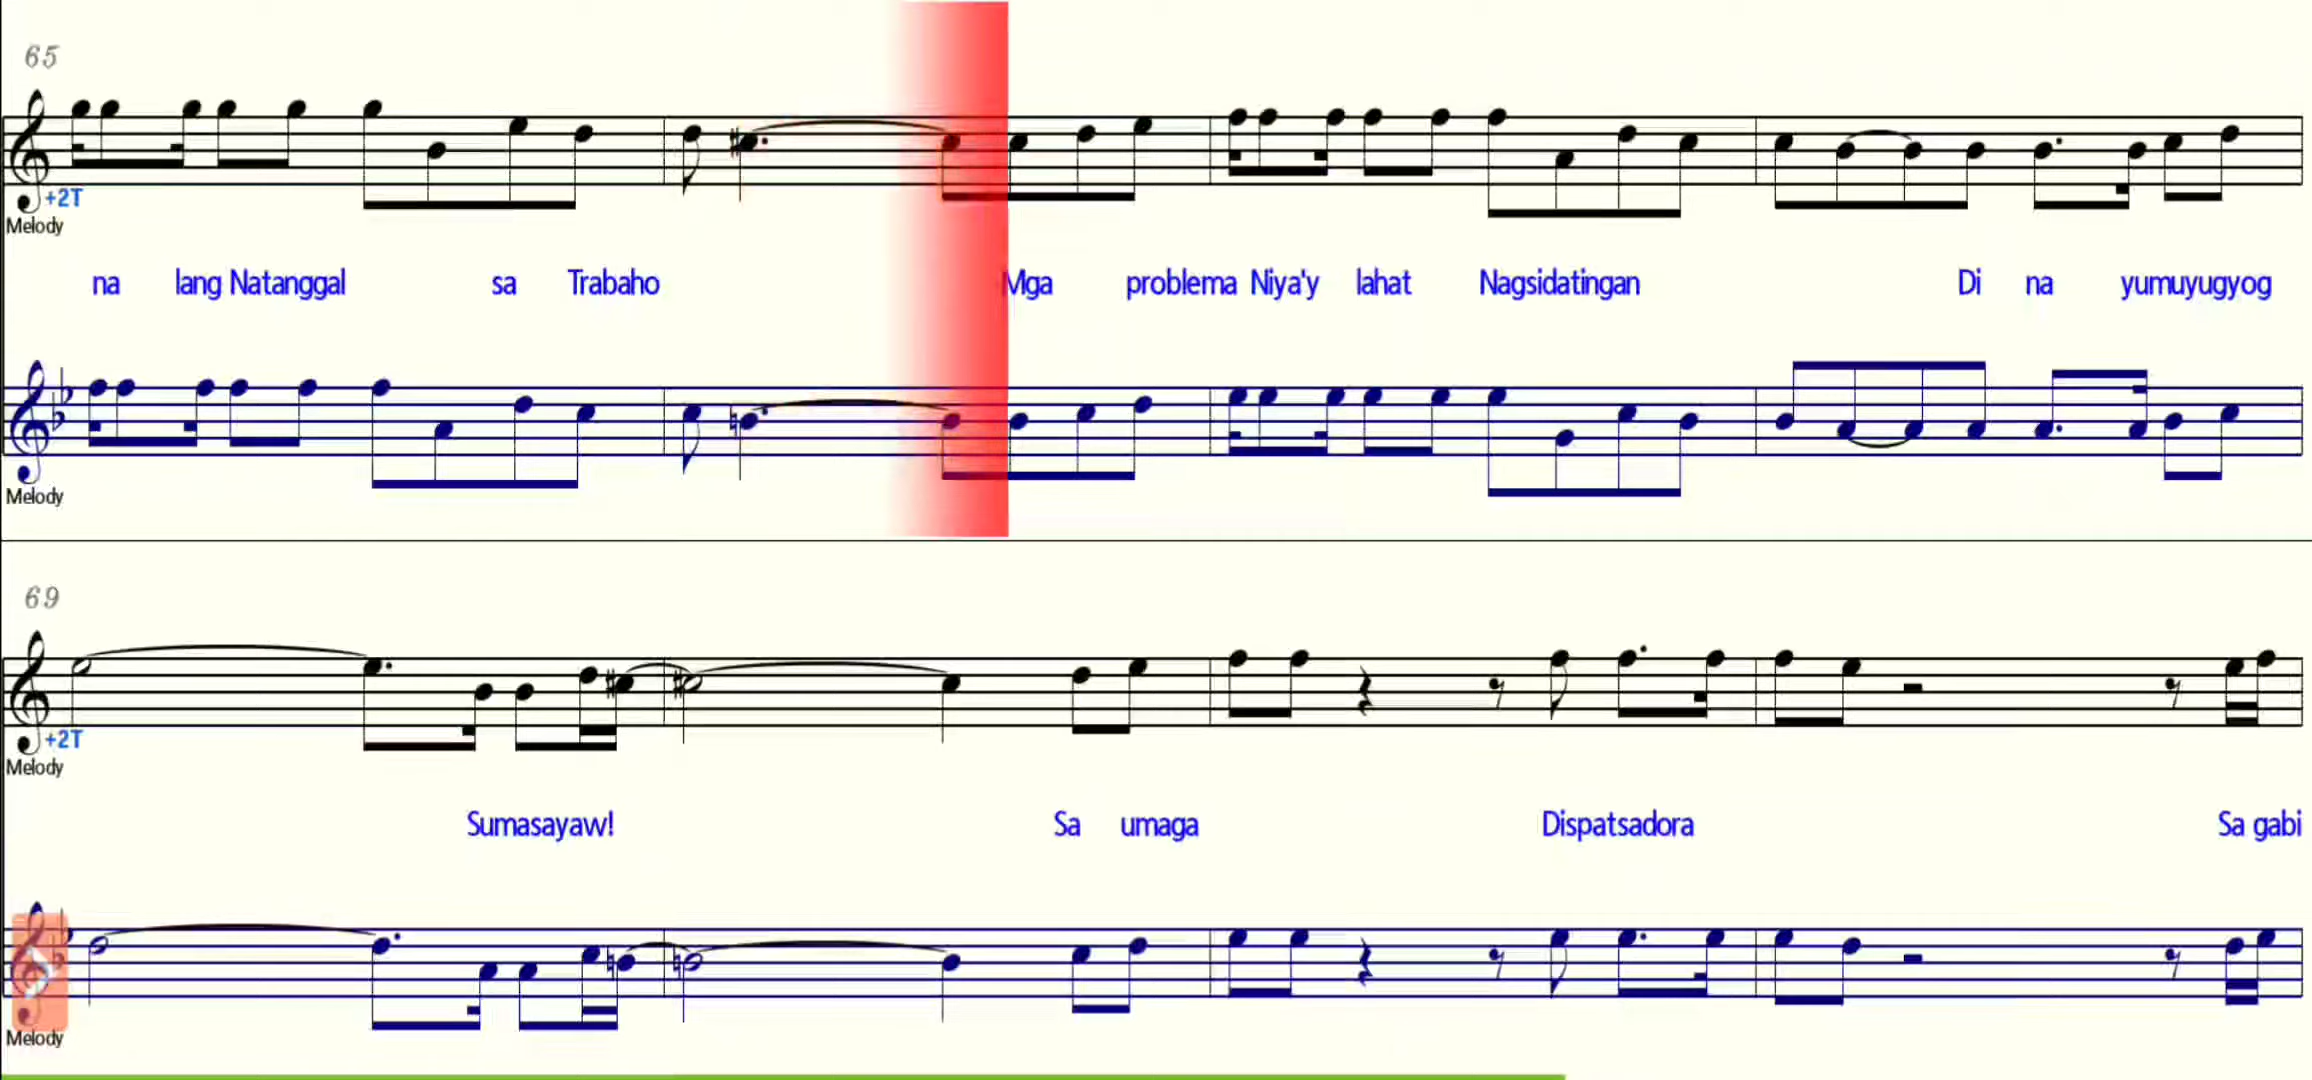 65
+2T
Melody
na lang Natanggal sa Trabaho Mga problema Niya'y lahat Nagsidatingan Di na yumuyugyog
Melody
69
+2T
Melody
Sumasayaw! Sa umaga Dispatsadora Sa gabi
Melody